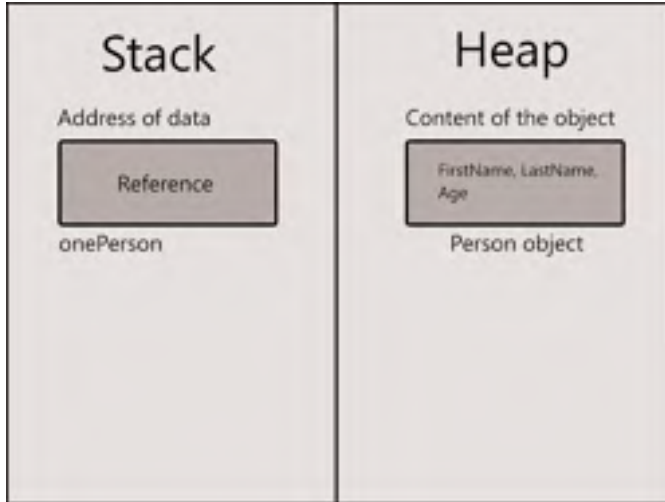 Stack
Address of data
Reference
onePerson
Heap
Content of the object
FirstName, LastName,
Age
Person object